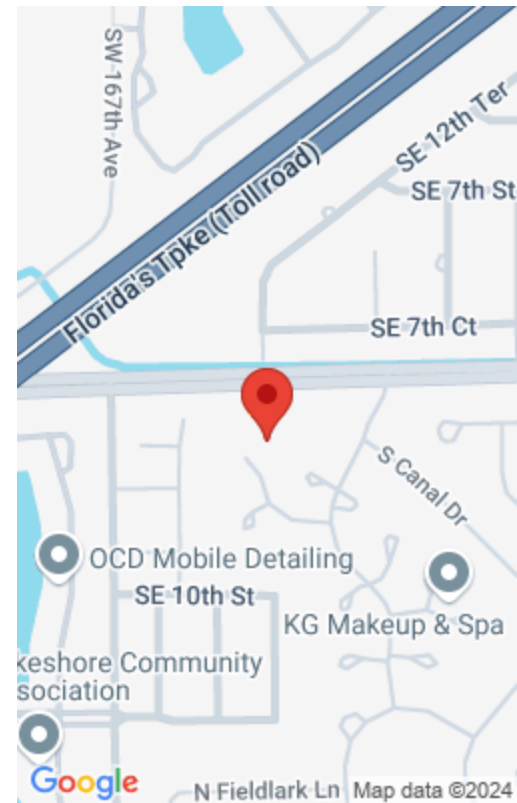 SW 167th Ave
SE 12th Ter
SE 7th St
Florida's Tpke (Toll road)
SE 7th Ct
S Canal Dr
OCD Mobile Detailing
SE 10th St
KG Makeup & Spa
keshore Community
sociation
Google
N Fieldlark Ln
Map data ©2024